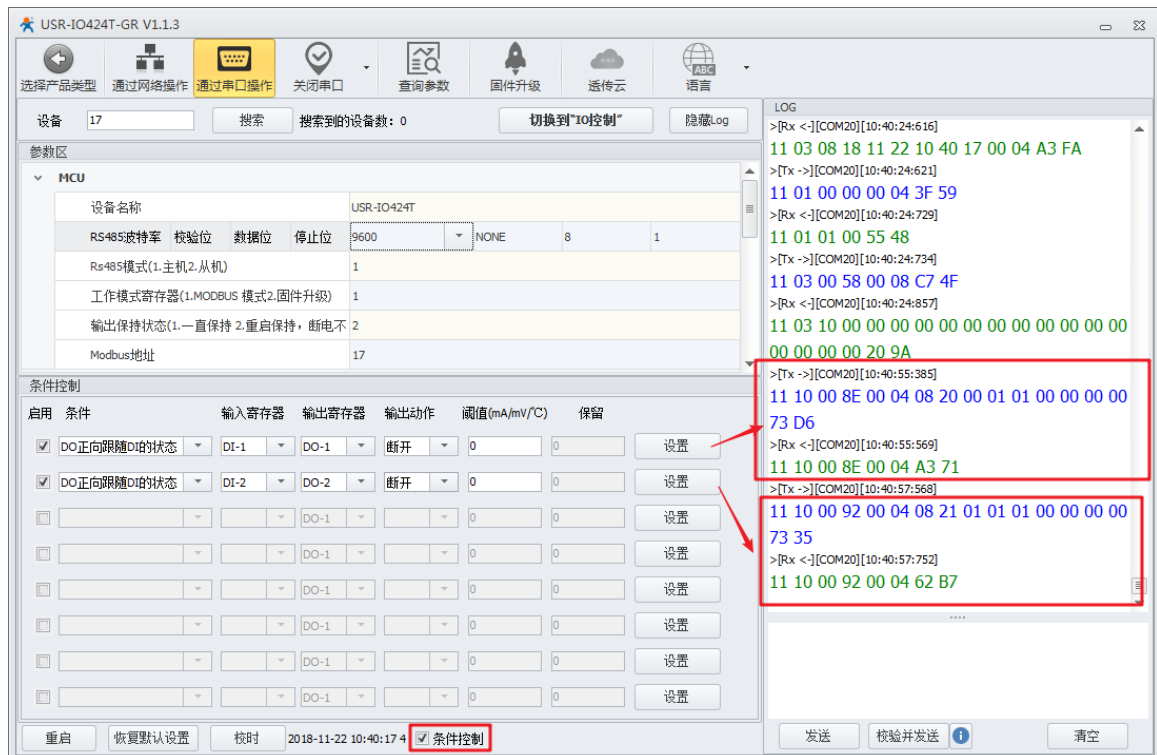 USR-IO424T-GR V1.1.3
选择产品类型 通过网络操作 通过串口操作 关闭串口 查询参数 固件升级 透传云 语言
设备 17 搜索 搜索到的设备数: 0 切换到"IO控制" 隐藏Log
参数区
MCU
设备名称 USR-IO424T
RS485波特率 校验位 数据位 停止位 9600 NONE 8 1
Rs485模式(1.主机2.从机) 1
工作模式寄存器(1.MODBUS 模式2.固件升级) 1
输出保持状态(1.一直保持 2.重启保持，断电不 2
Modbus地址 17
条件控制
启用 条件 输入寄存器 输出寄存器 输出动作 阈值(mA/mV/℃) 保留
DO正向跟随DI的状态 DI-1 DO-1 断开 0 0 设置
DO正向跟随DI的状态 DI-2 DO-2 断开 0 0 设置
DO-1 0 0 设置
DO-1 0 0 设置
DO-1 0 0 设置
DO-1 0 0 设置
DO-1 0 0 设置
DO-1 0 0 设置
重启 恢复默认设置 校时 2018-11-22 10:40:17 4 条件控制
LOG
>[Rx <-][COM20][10:40:24:616]
11 03 08 18 11 22 10 40 17 00 04 A3 FA
>[Tx ->][COM20][10:40:24:621]
11 01 00 00 00 04 3F 59
>[Rx <-][COM20][10:40:24:729]
11 01 01 00 55 48
>[Tx ->][COM20][10:40:24:734]
11 03 00 58 00 08 C7 4F
>[Rx <-][COM20][10:40:24:857]
11 03 10 00 00 00 00 00 00 00 00 00 00 00 00
00 00 00 00 20 9A
>[Tx ->][COM20][10:40:55:385]
11 10 00 8E 00 04 08 20 00 01 01 00 00 00 00
73 D6
>[Rx <-][COM20][10:40:55:569]
11 10 00 8E 00 04 A3 71
>[Tx ->][COM20][10:40:57:568]
11 10 00 92 00 04 08 21 01 01 01 00 00 00 00
73 35
>[Rx <-][COM20][10:40:57:752]
11 10 00 92 00 04 62 B7
发送 校验并发送 清空